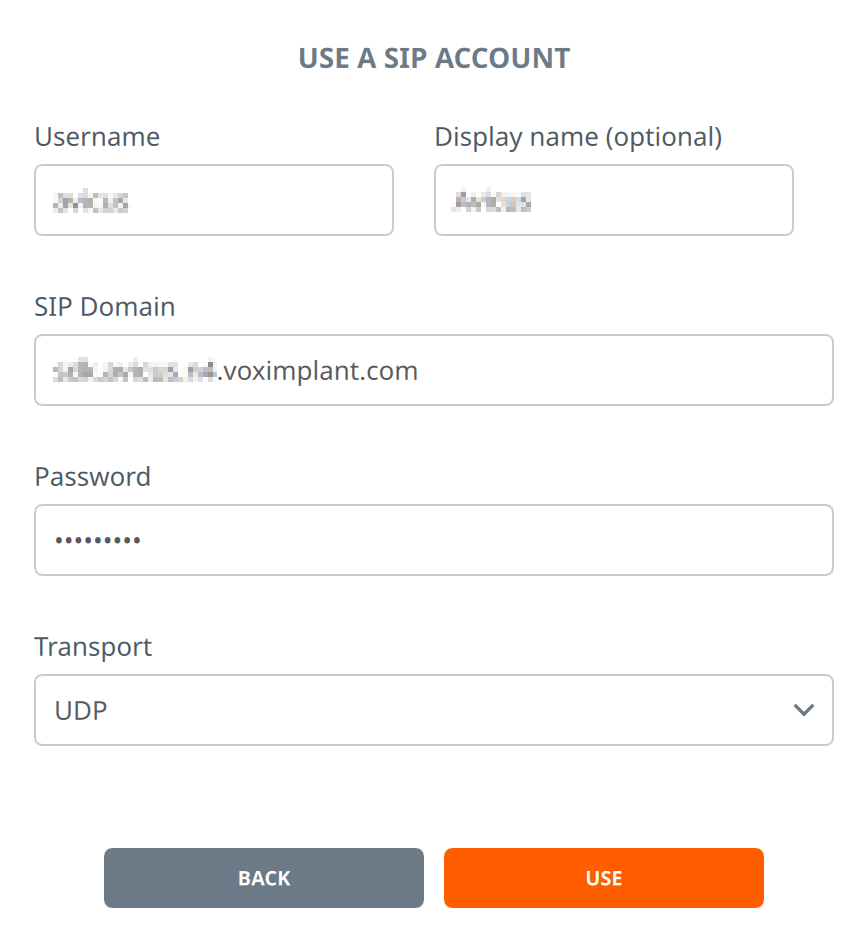 USE A SIP ACCOUNT
Username
Display name (optional)
SIP Domain
.voximplant.com
Password
•••••••••
Transport
UDP
BACK
USE